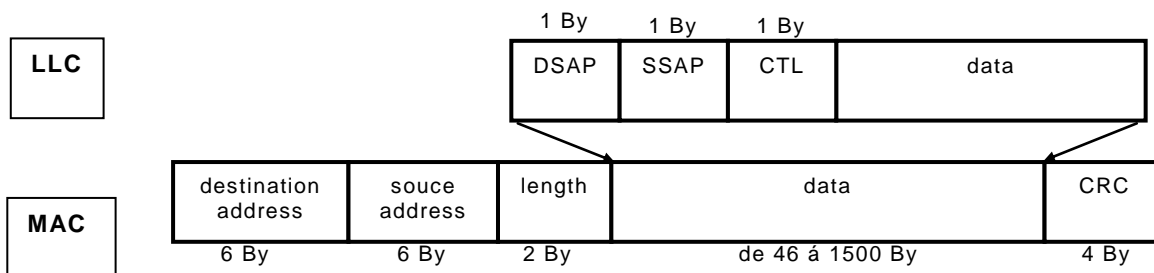 1 By 1 By 1 By
LLC
DSAP SSAP CTL data
destination address souce address length data CRC
MAC
6 By 6 By 2 By de 46 á 1500 By 4 By